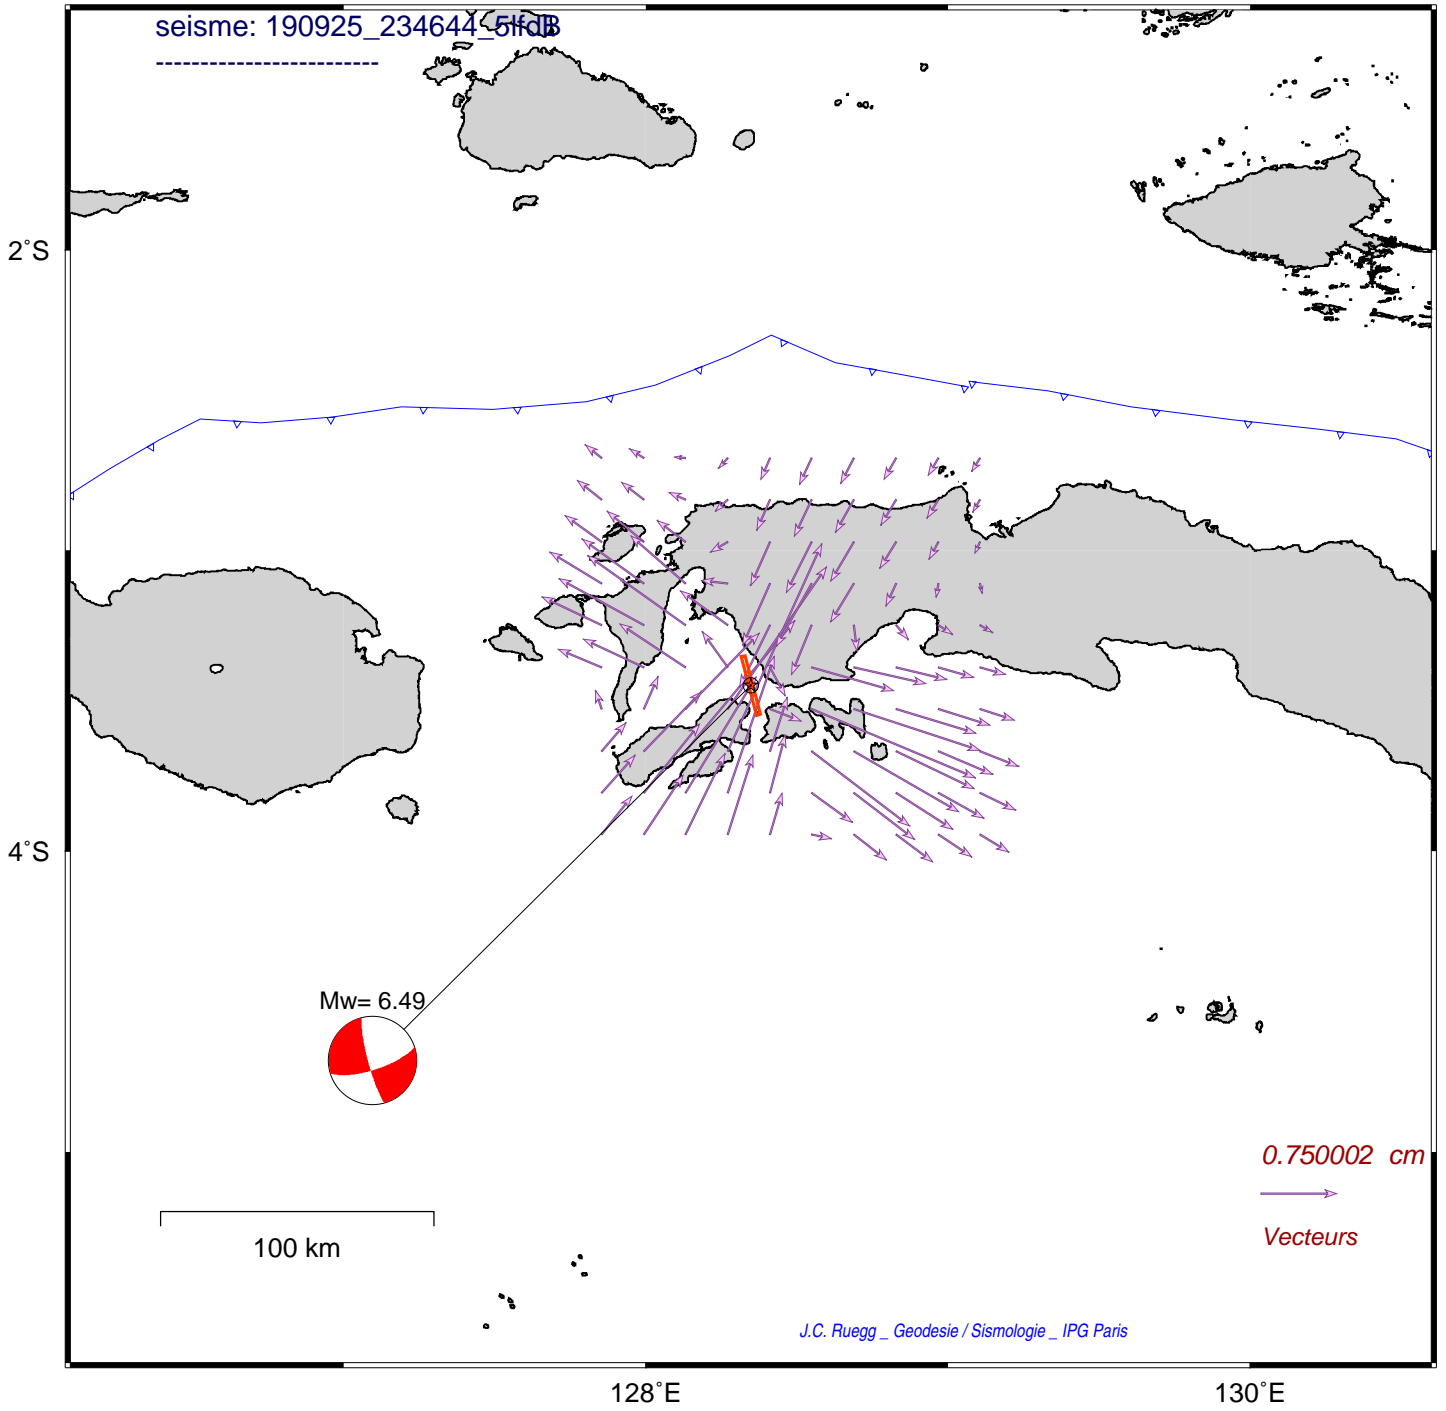 seisme: 190925_234644_5lfdB
-------------------------
2˚S
4˚S
Mw= 6.49
0.750002 cm
Vecteurs
100 km
J.C. Ruegg _ Geodesie / Sismologie _ IPG Paris
128˚E
130˚E